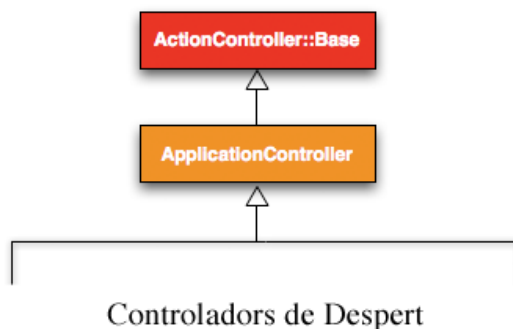 ActionController::Base
ApplicationController
Controladors de Despert